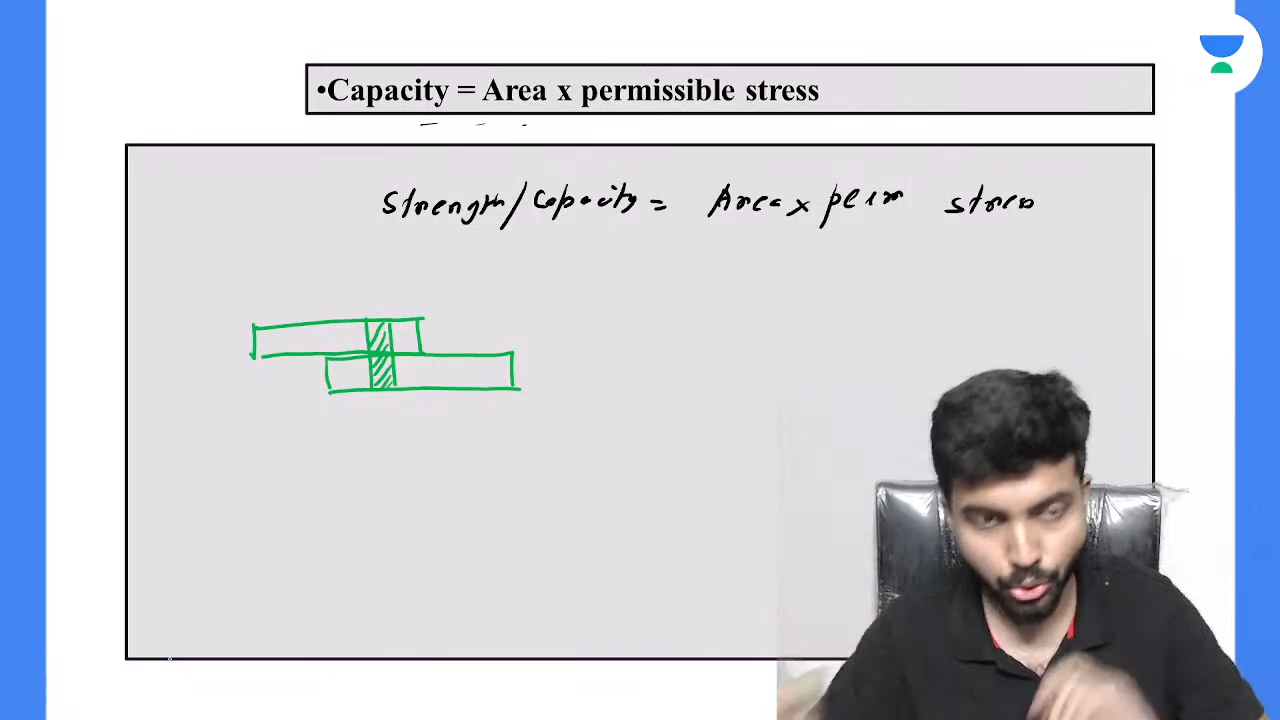 •Capacity = Area x permissible stress
Strength/Capacity = Area x perm stress